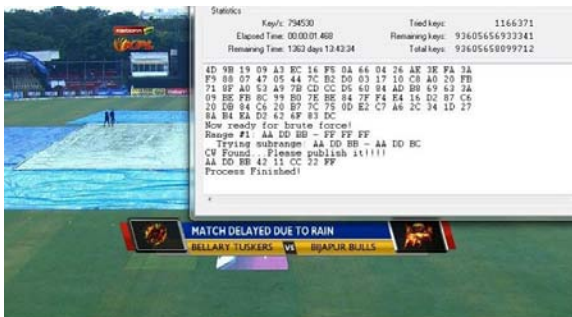 Statistics
Key/s: 794530
Tried keys: 1166371
Elapsed Time: 00:00:01.468
Remaining keys: 93605656933341
Remaining Time: 1363 days 13:43:34
Total keys: 93605658099712
4D 9B 19 09 A3 EC 16 F5 0A 66 04 26 AE 3E FA 3A
F9 88 07 47 05 44 7C B2 D0 03 17 10 C8 A0 20 FB
71 8F A0 53 A9 7B CD CC D5 60 84 AD B8 69 63 2A
09 BE FB 8C 99 B0 7E BE 84 7F F4 E4 16 D2 87 C6
20 DB 84 C6 20 B7 7C 75 0D E2 C7 A6 2C 34 1D 27
8A B4 EA D2 62 6F 83 DC
Now ready for brute force!
Range #1: AA DD BB - FF FF FF
Trying subrange: AA DD BB - AA DD BC
CW Found...Please publish it!!!!
AA DD BB 42 11 CC 22 FF
Process Finished!
MATCH DELAYED DUE TO RAIN
BELLARY TUSKERS VS BIJAPUR BULLS